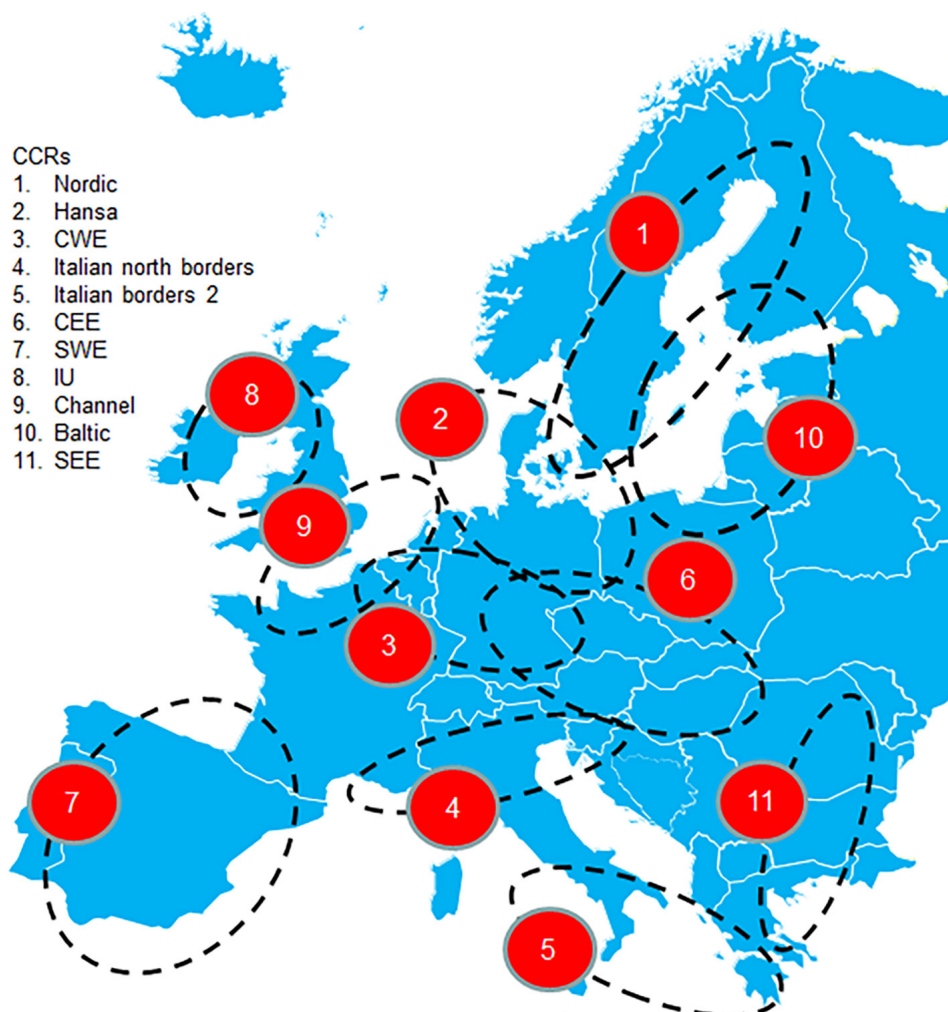 CCRs
1. Nordic
2. Hansa
3. CWE
4. Italian north borders
5. Italian borders 2
6. CEE
7. SWE
8. IU
9. Channel
10. Baltic
11. SEE
1
8
2
10
9
6
3
7
4
11
5